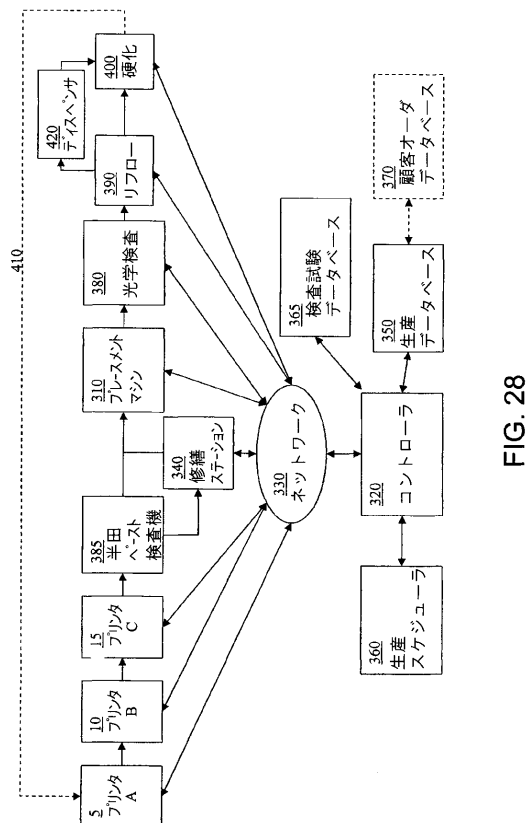 410
5
プリンタ
A
10
プリンタ
B
15
プリンタ
C
385
半田
ペースト
検査機
340
修繕
ステーション
310
プレースメント
マシン
380
光学検査
390
リフロー
420
ディスペンサ
400
硬化
330
ネットワーク
360
生産
スケジューラ
320
コントローラ
365
検査試験
データベース
350
生産
データベース
370
顧客オーダ
データベース
FIG. 28